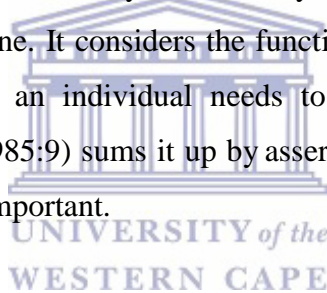 ne. It considers the functi
an individual needs to
985:9) sums it up by asser
mportant.
UNIVERSITY of the
WESTERN CAPE